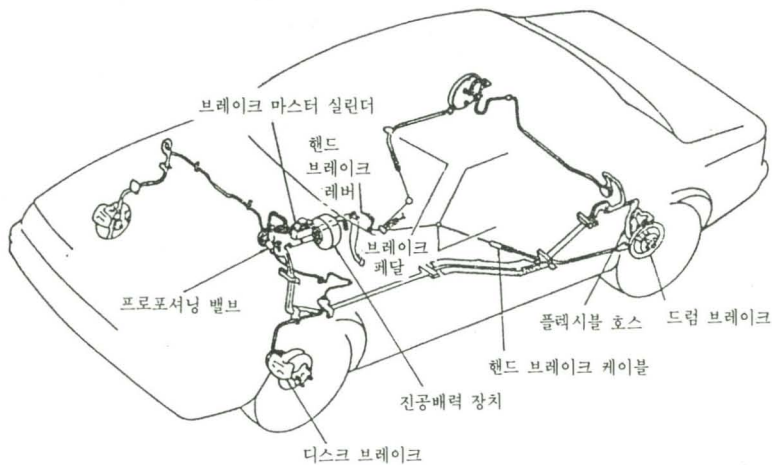 브레이크 마스터 실린더
핸드
브레이크
레버
브레이크
페달
프로포셔닝 밸브
플렉시블 호스
드럼 브레이크
핸드 브레이크 케이블
진공배력 장치
디스크 브레이크